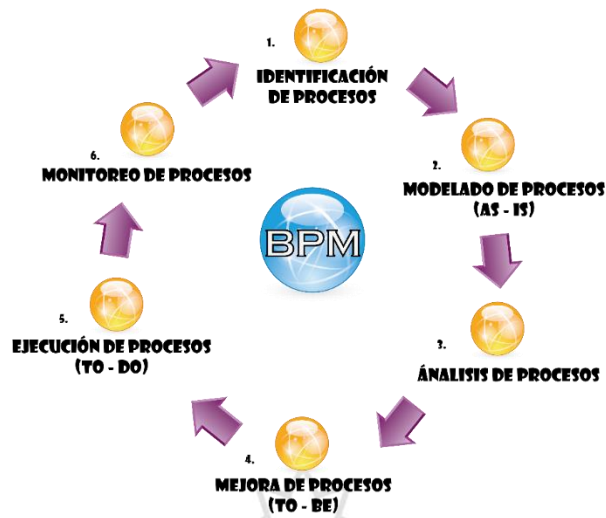 1.
IDENTIFICACIÓN
DE PROCESOS
2.
MODELADO DE PROCESOS
(AS - IS)
3.
ÁNALISIS DE PROCESOS
4.
MEJORA DE PROCESOS
(TO - BE)
5.
EJECUCIÓN DE PROCESOS
(TO - DO)
6.
MONITOREO DE PROCESOS
BPM